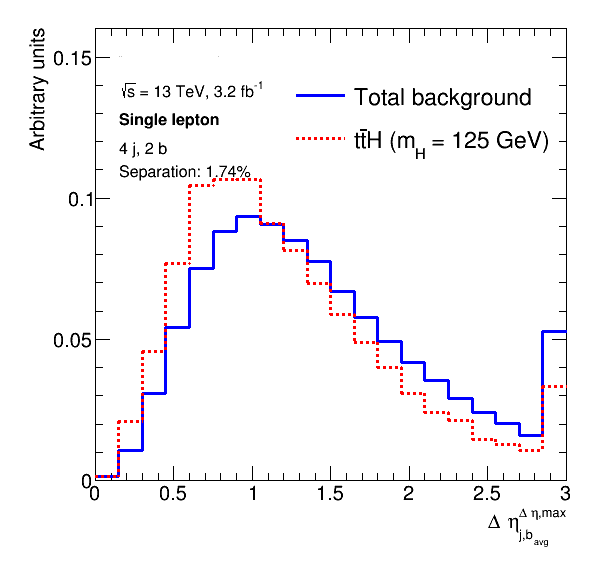 Arbitrary units
0.15
0.1
0.05
0
√s = 13 TeV, 3.2 fb⁻¹
Single lepton
4 j, 2 b
Separation: 1.74%
Total background
tt̄H (m_H = 125 GeV)
0 0.5 1 1.5 2 2.5 3
Δ η^{Δ η,max}_{j,b_{avg}}